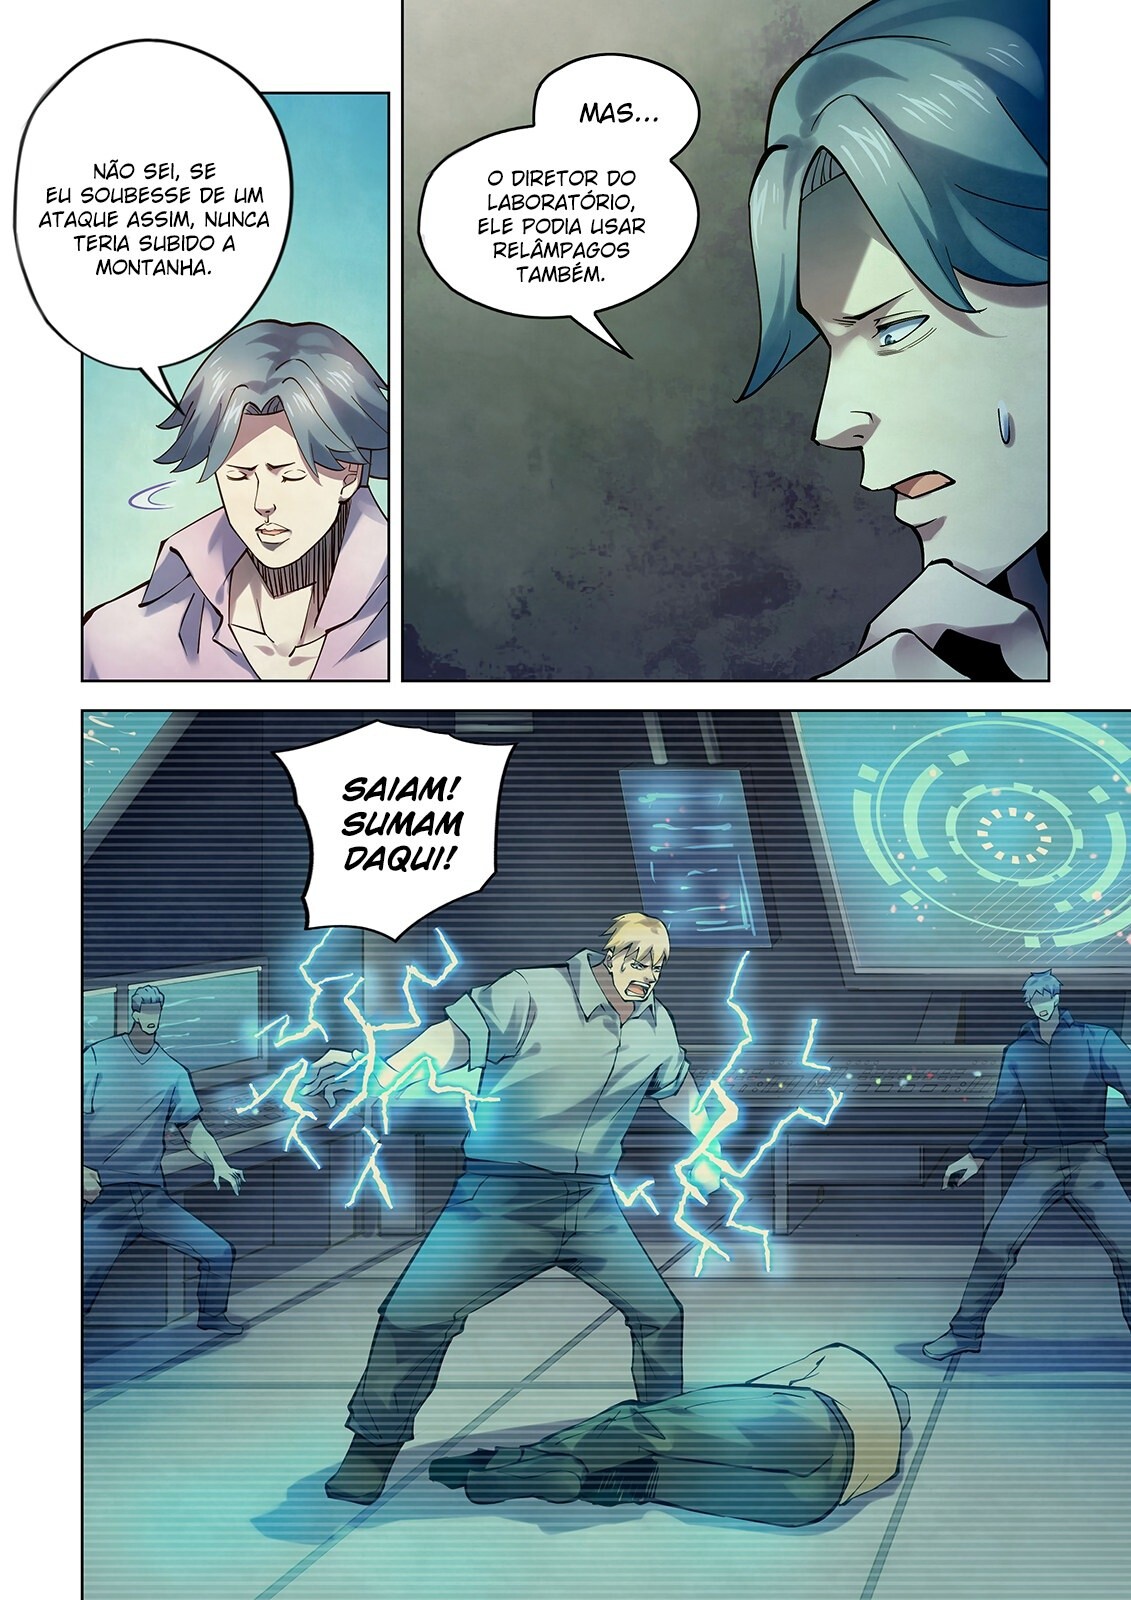 NÃO SEI, SE
EU SOUBESSE DE UM
ATAQUE ASSIM, NUNCA
TERIA SUBIDO A
MONTANHA.
MAS...
O DIRETOR DO
LABORATÓRIO,
ELE PODIA USAR
RELÂMPAGOS
TAMBÉM.
SAIAM!
SUMAM
DAQUI!